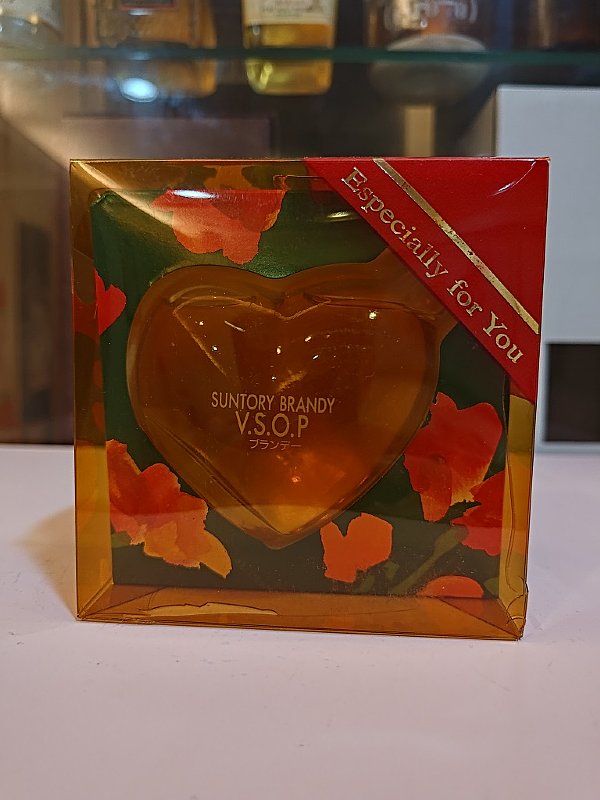 Especially for You
SUNTORY BRANDY
V.S.O.P
ブランデー